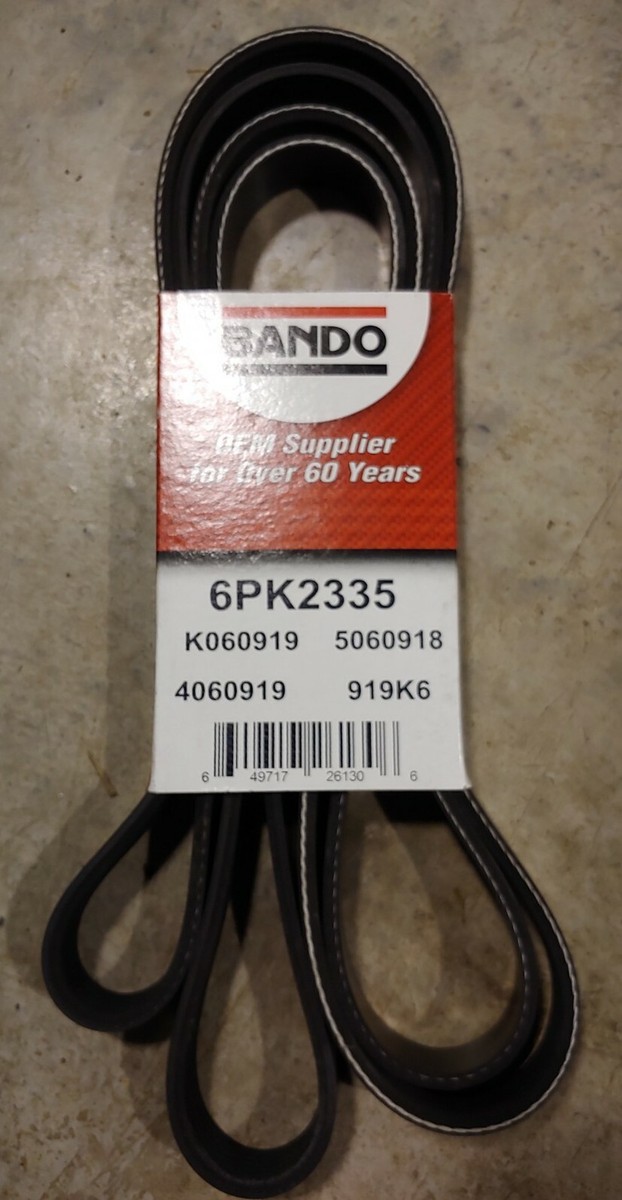 BANDO
OEM Supplier
for Over 60 Years
6PK2335
K060919 5060918
4060919 919K6
6 49717 26130 6